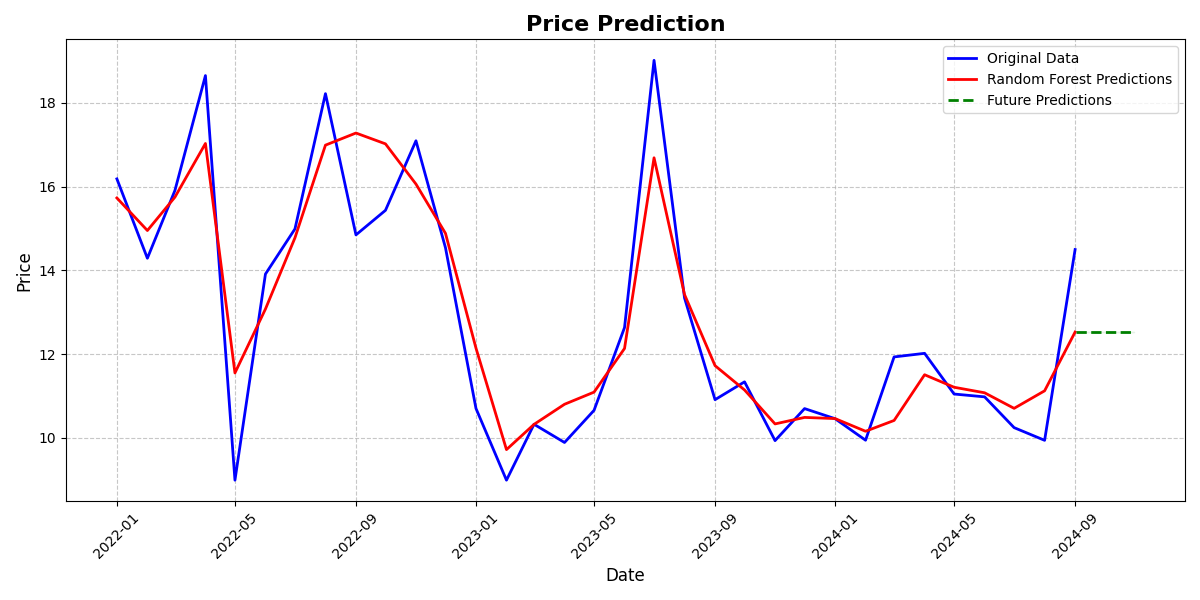 Price Prediction
Original Data
Random Forest Predictions
Future Predictions
Price
18
16
14
12
10
2022-01
2022-05
2022-09
2023-01
2023-05
2023-09
2024-01
2024-05
2024-09
Date